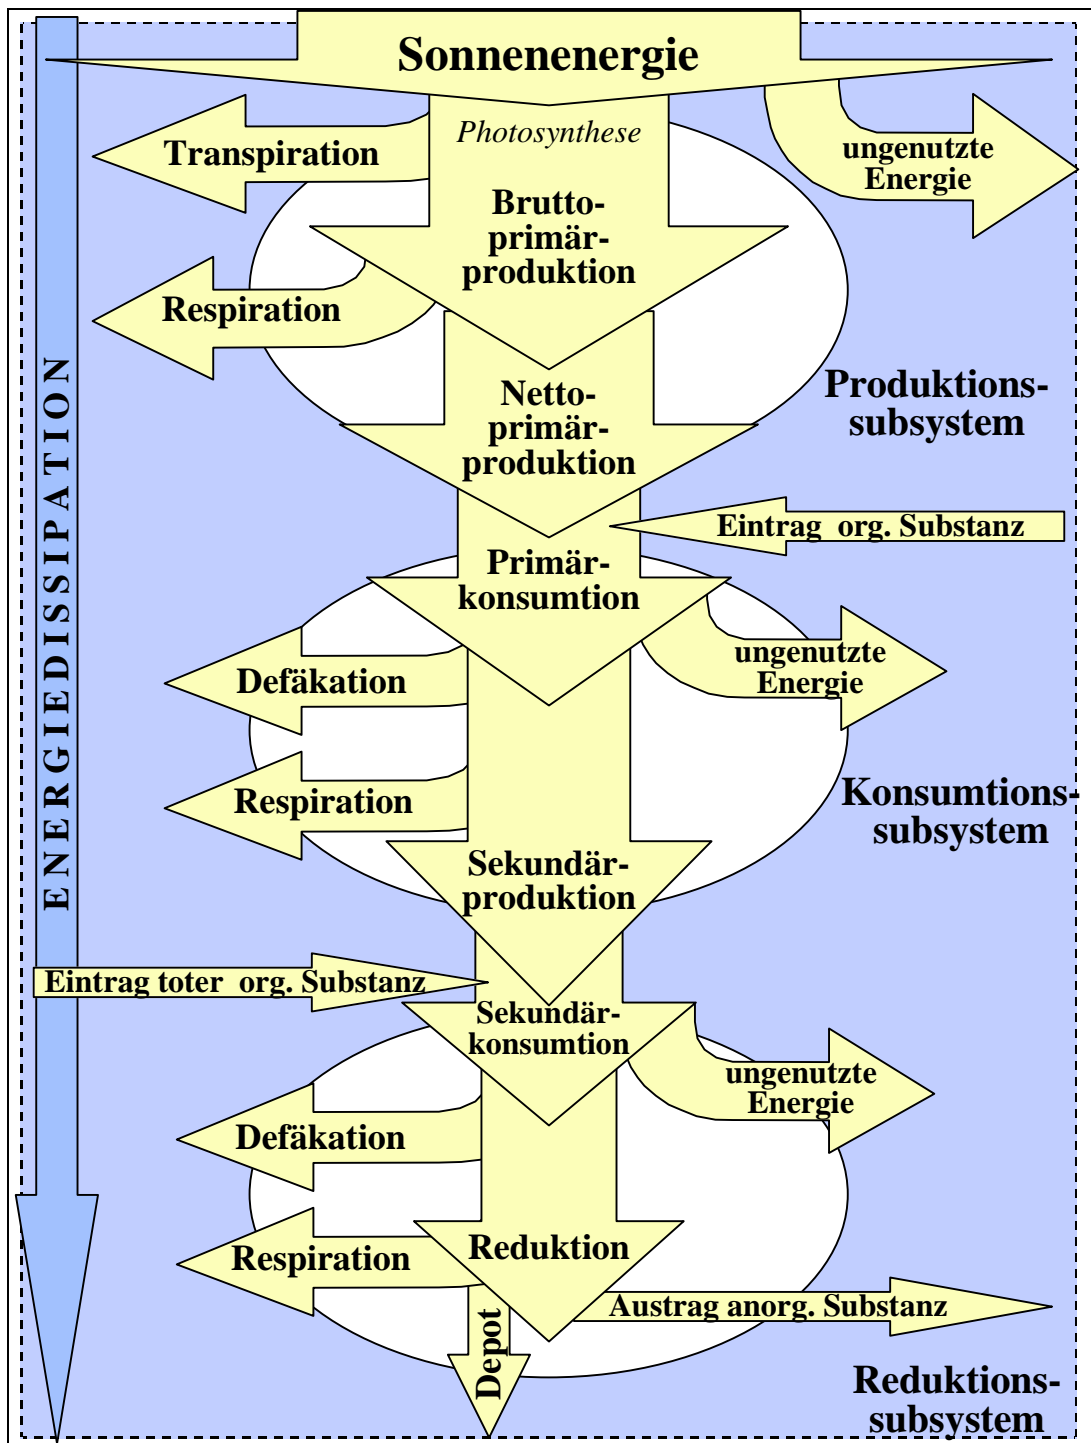 Sonnenenergie
Photosynthese
Transpiration
ungenutzte
Energie
Brutto-
primär-
produktion
Respiration
Produktions-
subsystem
Netto-
primär-
produktion
Eintrag org. Substanz
Primär-
konsumtion
ungenutzte
Energie
Defäkation
Respiration
Konsumtions-
subsystem
Sekundär-
produktion
Eintrag toter org. Substanz
Sekundär-
konsumtion
ungenutzte
Energie
Defäkation
Respiration
Reduktion
Austrag anorg. Substanz
Depot
Reduktions-
subsystem
ENERGIEDISSIPATION